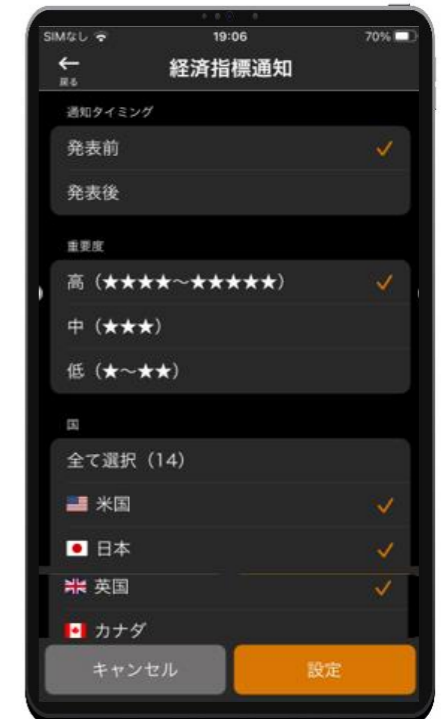 SIMなし 19:06 70%
← 経済指標通知
戻る
通知タイミング
発表前 ✓
発表後
重要度
高（★★★★～★★★★★） ✓
中（★★★）
低（★～★★）
国
全て選択（14）
米国 ✓
日本 ✓
英国 ✓
カナダ
キャンセル 設定